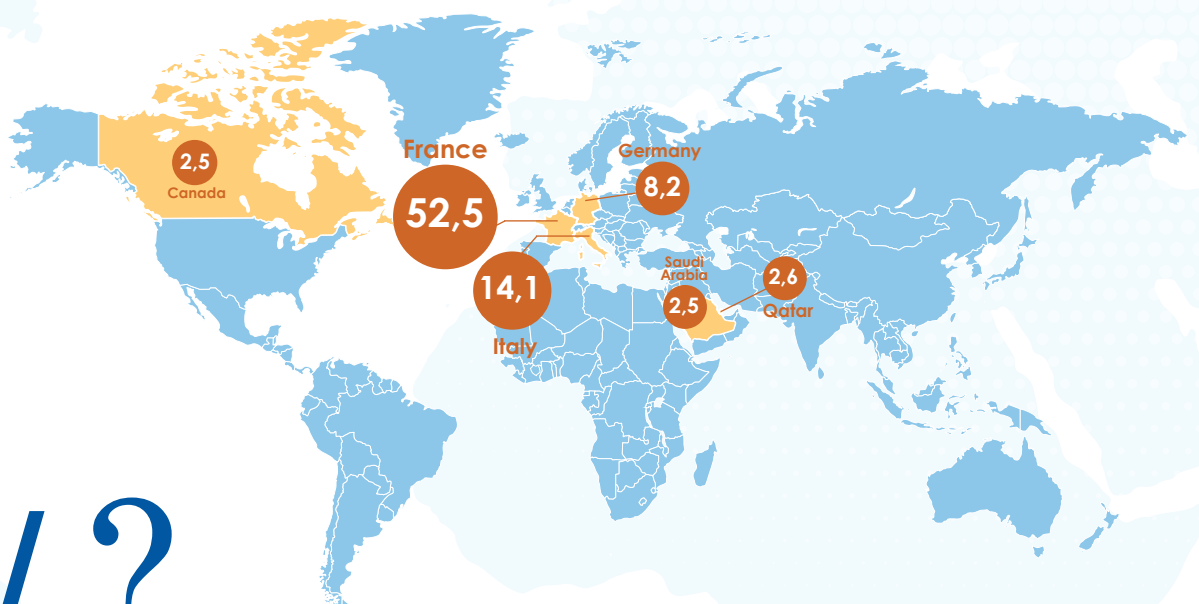 France
52,5
Germany
8,2
2,5
Canada
Saudi
Arabia
2,5
2,6
Qatar
14,1
Italy
?